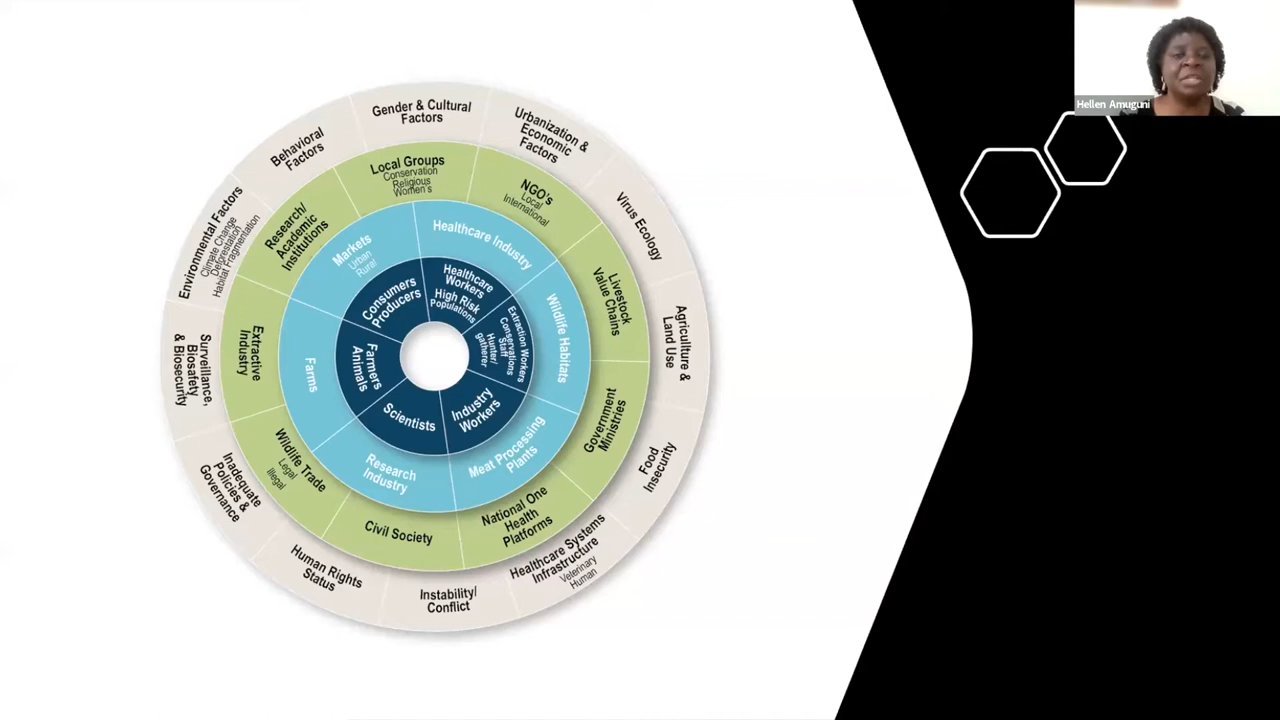 Gender & Cultural
Factors
Urbanization &
Economic
Factors
Virus Ecology
Agriculture &
Land Use
Food
Insecurity
Healthcare Systems
Infrastructure
Veterinary
Human
Instability/
Conflict
Human Rights
Status
Inadequate
Policies &
Governance
Surveillance,
Biosafety
& Biosecurity
Environmental Factors
Climate Change
Deforestation
Habitat Fragmentation
Behavioral
Factors
Local Groups
Conservation
Religious
Women's
NGO's
Local
International
Livestock
Value Chains
Government
Ministries
National One
Health
Platforms
Civil Society
Wildlife Trade
Legal
Illegal
Extractive
Industry
Research/
Academic
Institutions
Healthcare Industry
Wildlife Habitats
Meat Processing
Plants
Research
Industry
Farms
Markets
Urban
Rural
Healthcare
Workers
High Risk
Populations
Extraction Workers
Conservations
Staff
Hunter/
gatherer
Industry
Workers
Scientists
Farmers
Animals
Consumers
Producers
Hellen Amuguni